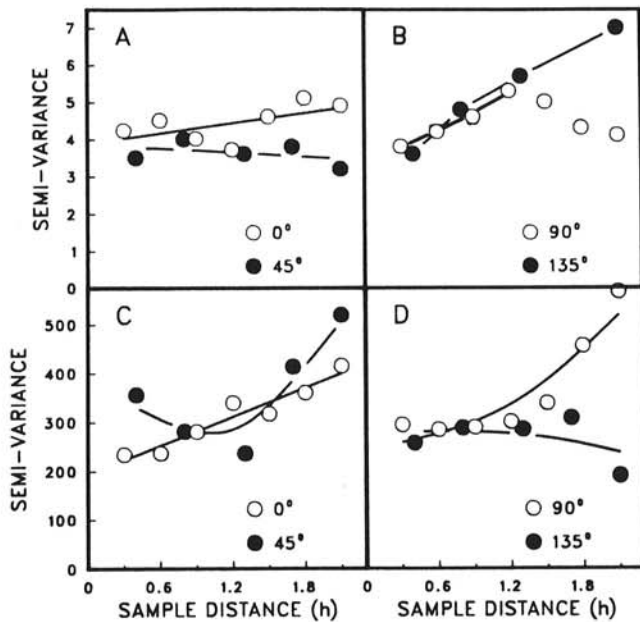 A
B
SEMI-VARIANCE
7
6
5
4
3
2
1
0
○ 0°
● 45°
○ 90°
● 135°
C
D
SEMI-VARIANCE
500
400
300
200
100
0
○ 0°
● 45°
○ 90°
● 135°
0 0.6 1.2 1.8
0 0.6 1.2 1.8
SAMPLE DISTANCE (h)
SAMPLE DISTANCE (h)